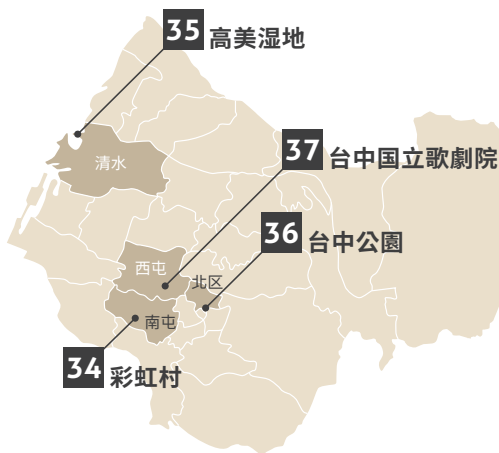 35 高美湿地
清水
37 台中国立歌劇院
36 台中公園
西屯
北区
南屯
34 彩虹村